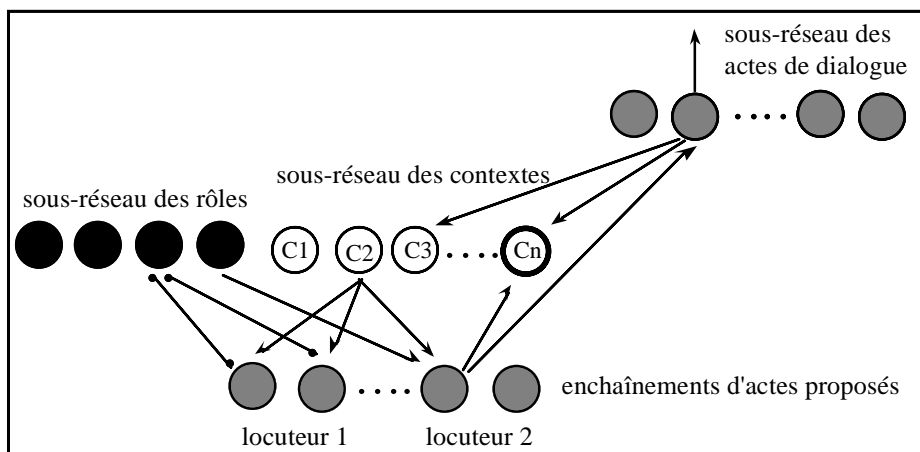 sous-réseau des
actes de dialogue
sous-réseau des contextes
sous-réseau des rôles
C1
C2
C3
Cn
enchaînements d'actes proposés
locuteur 1
locuteur 2